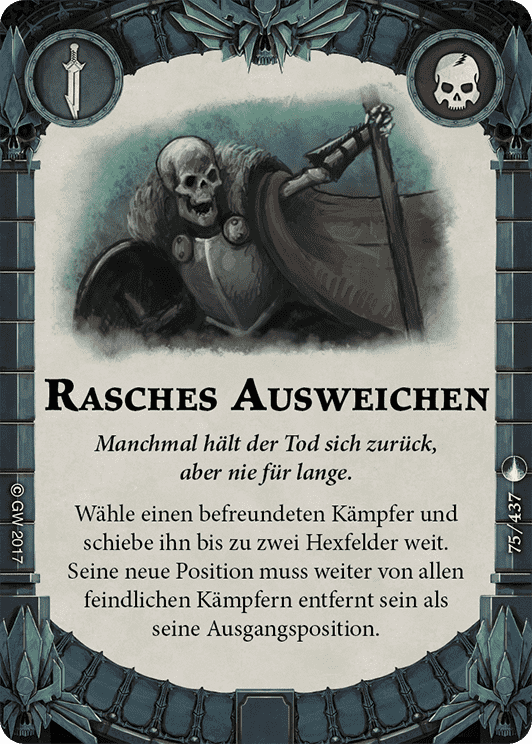 RASCHES AUSWEICHEN
Manchmal hält der Tod sich zurück,
aber nie für lange.
Wähle einen befreundeten Kämpfer und
schiebe ihn bis zu zwei Hexfelder weit.
Seine neue Position muss weiter von allen
feindlichen Kämpfern entfernt sein als
seine Ausgangsposition.
© GW 2017
75/437